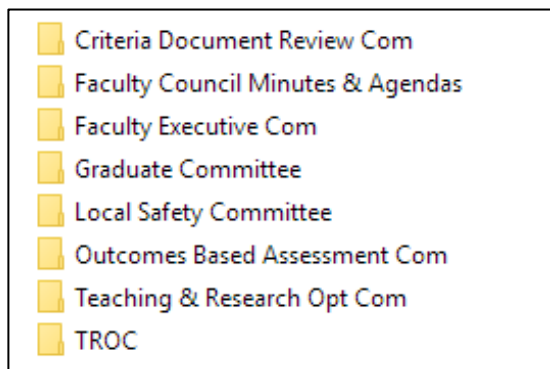 Criteria Document Review Com
Faculty Council Minutes & Agendas
Faculty Executive Com
Graduate Committee
Local Safety Committee
Outcomes Based Assessment Com
Teaching & Research Opt Com
TROC